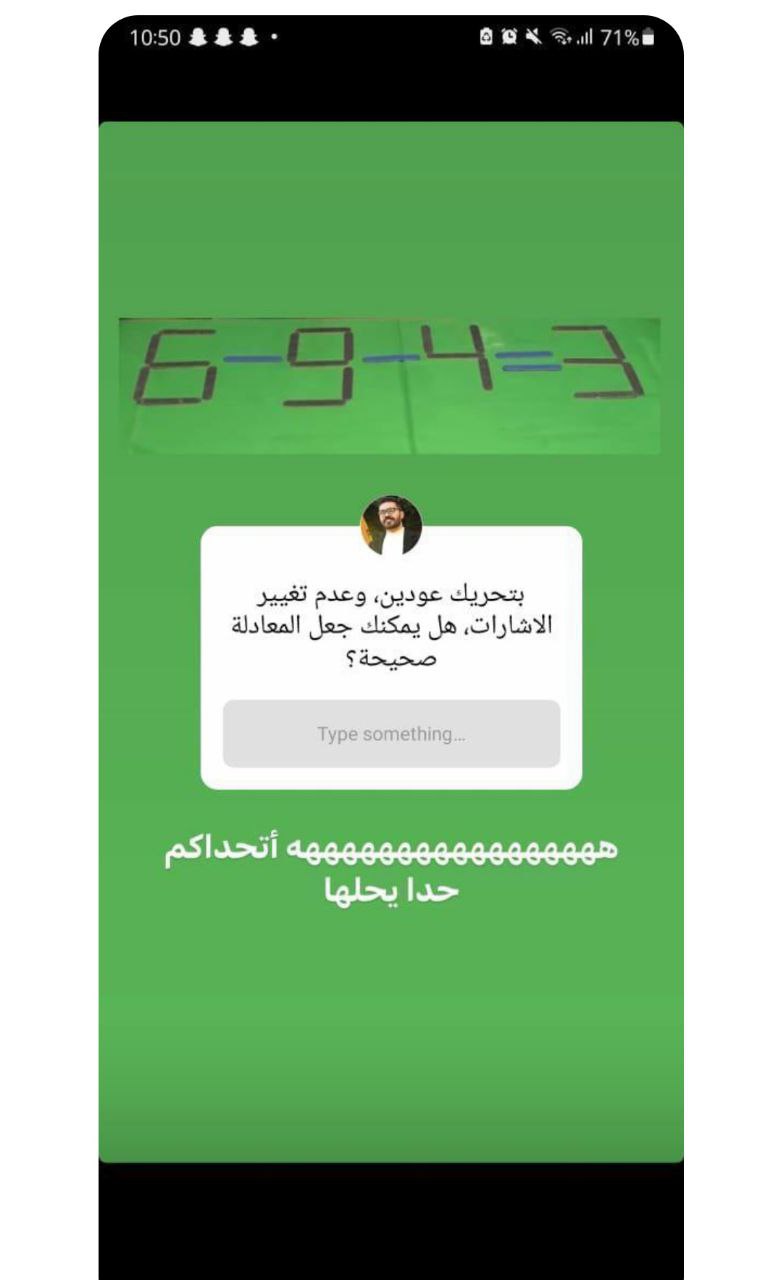 10:50
71%
6-9-4=3
بتحريك عودين، وعدم تغيير
الاشارات، هل يمكنك جعل المعادلة
صحيحة؟
Type something...
هههههههههههههههههه أتحداكم
حدا يحلها